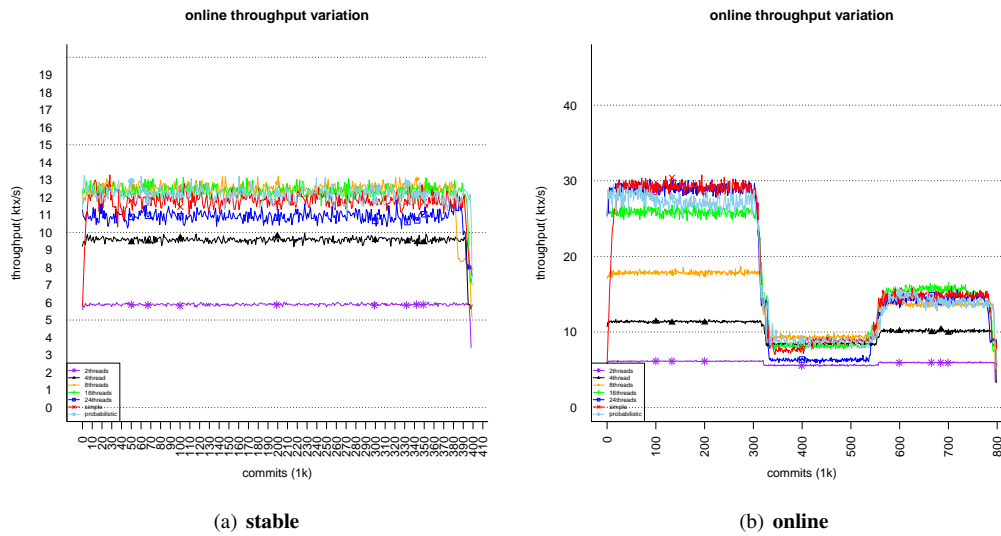 online throughput variation
throughput( ktx/s)
19
18
17
16
15
14
13
12
11
10
9
8
7
6
5
4
3
2
1
0
2threads
4thread
8threads
16threads
24threads
simple
probabilistic
0 10 20 30 40 50 60 70 80 90 100 110 120 130 140 150 160 170 180 190 200 210 220 230 240 250 260 270 280 290 300 310 320 330 340 350 360 370 380 390 400 410
commits (1k)
(a) stable
online throughput variation
throughput( ktx/s)
40
30
20
10
0
2threads
4thread
8threads
16threads
24threads
simple
probabilistic
0 100 200 300 400 500 600 700 800
commits (1k)
(b) online